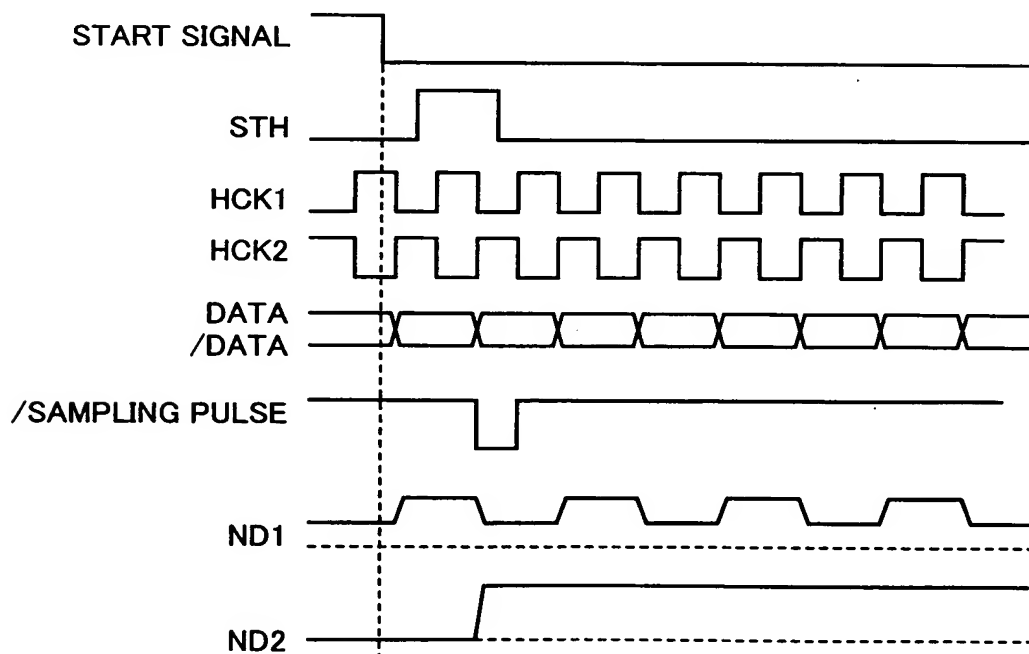 START SIGNAL
STH
HCK1
HCK2
DATA
/DATA
/SAMPLING PULSE
ND1
ND2